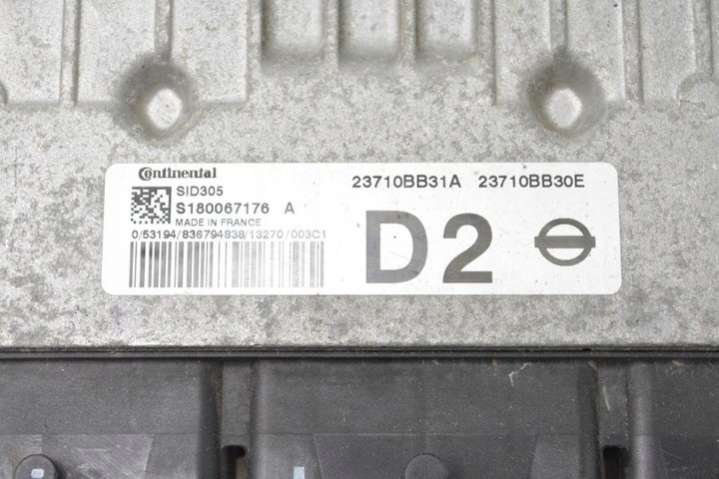 Continental
SID305
S180067176 A
MADE IN FRANCE
0/53194/836794838/13270/003C1
23710BB31A 23710BB30E
D2